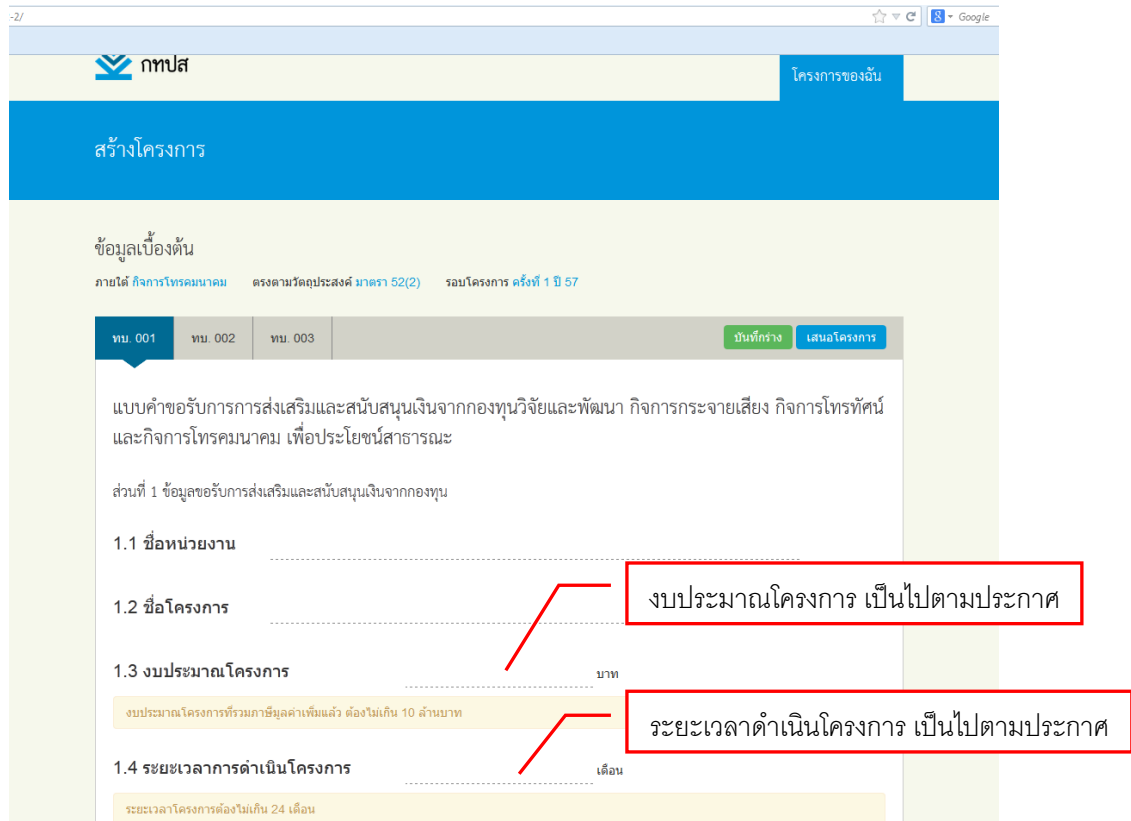 -2/
Google
กทปส
โครงการของฉัน
สร้างโครงการ
ข้อมูลเบื้องต้น
ภายใต้ กิจการโทรคมนาคม ตรงตามวัตถุประสงค์ มาตรา 52(2) รอบโครงการ ครั้งที่ 1 ปี 57
ทบ. 001 ทบ. 002 ทบ. 003 บันทึกร่าง เสนอโครงการ
แบบคำขอรับการการส่งเสริมและสนับสนุนเงินจากกองทุนวิจัยและพัฒนา กิจการกระจายเสียง กิจการโทรทัศน์
และกิจการโทรคมนาคม เพื่อประโยชน์สาธารณะ
ส่วนที่ 1 ข้อมูลขอรับการส่งเสริมและสนับสนุนเงินจากกองทุน
1.1 ชื่อหน่วยงาน
งบประมาณโครงการ เป็นไปตามประกาศ
1.2 ชื่อโครงการ
1.3 งบประมาณโครงการ บาท
งบประมาณโครงการที่รวมภาษีมูลค่าเพิ่มแล้ว ต้องไม่เกิน 10 ล้านบาท
ระยะเวลาดำเนินโครงการ เป็นไปตามประกาศ
1.4 ระยะเวลาการดำเนินโครงการ เดือน
ระยะเวลาโครงการต้องไม่เกิน 24 เดือน